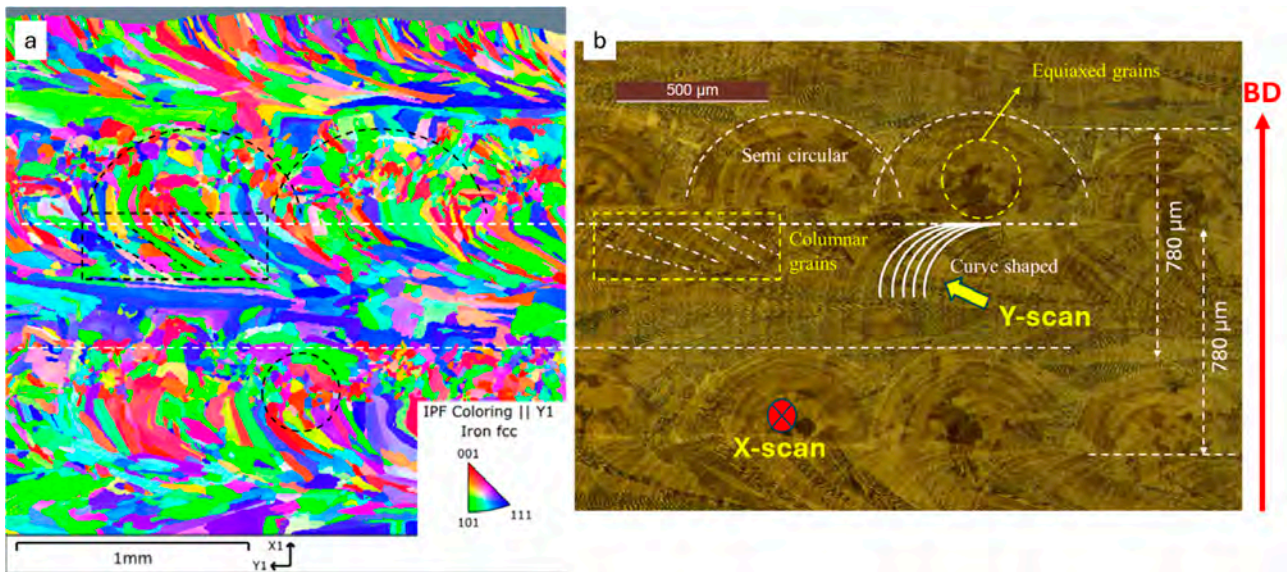 a
IPF Coloring || Y1
Iron fcc
001
101
111
1mm
X1
Y1
b
500 μm
Equiaxed grains
BD
Semi circular
Columnar
grains
Curve shaped
Y-scan
780 μm
780 μm
X-scan